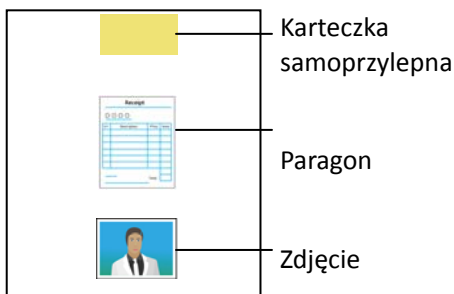 Karteczka
samoprzylepna
Receipt
Paragon
Zdjęcie